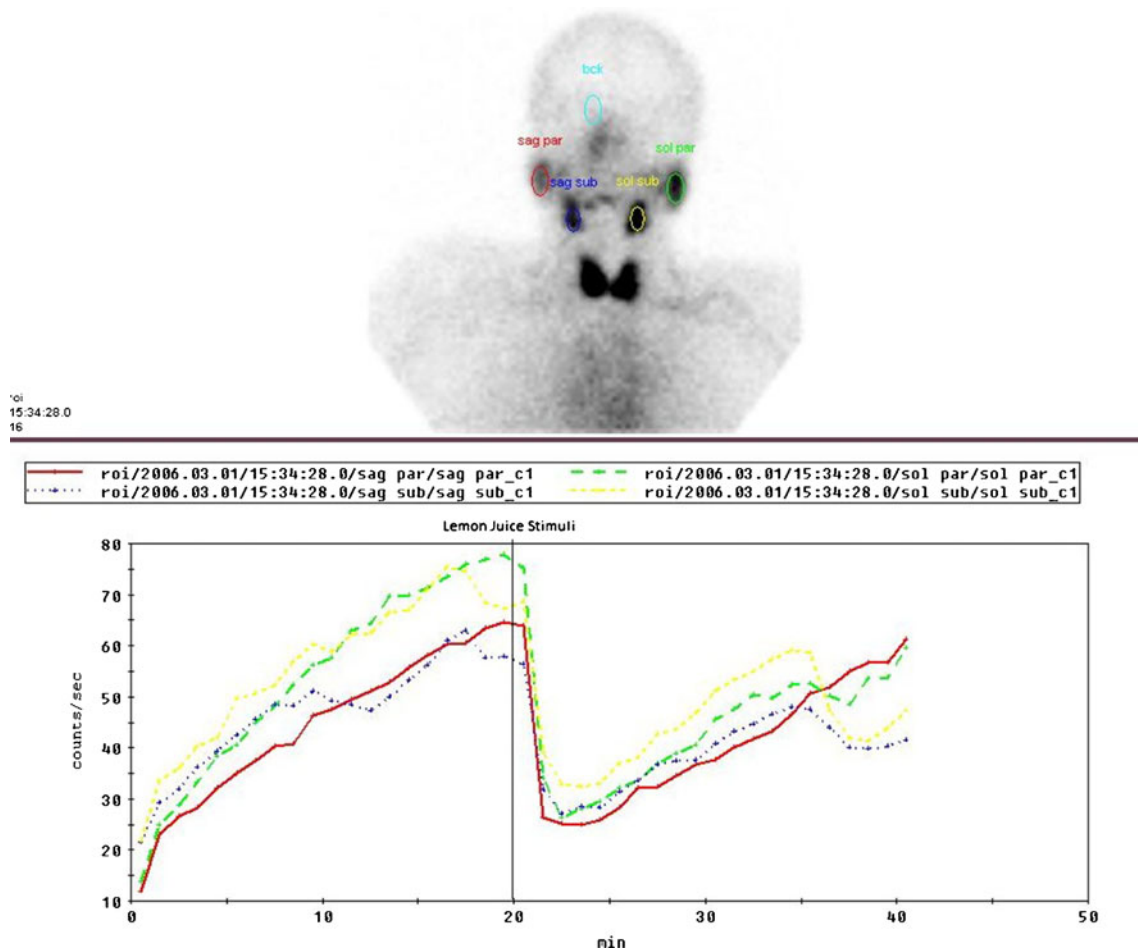 bck
sag par
sol par
sag sub
sol sub
15:34:28.0
16
roi/2006.03.01/15:34:28.0/sag par/sag par_c1
roi/2006.03.01/15:34:28.0/sol par/sol par_c1
roi/2006.03.01/15:34:28.0/sag sub/sag sub_c1
roi/2006.03.01/15:34:28.0/sol sub/sol sub_c1
Lemon Juice Stimuli
80
70
60
50
40
30
20
10
counts/sec
0
10
20
30
40
50
min